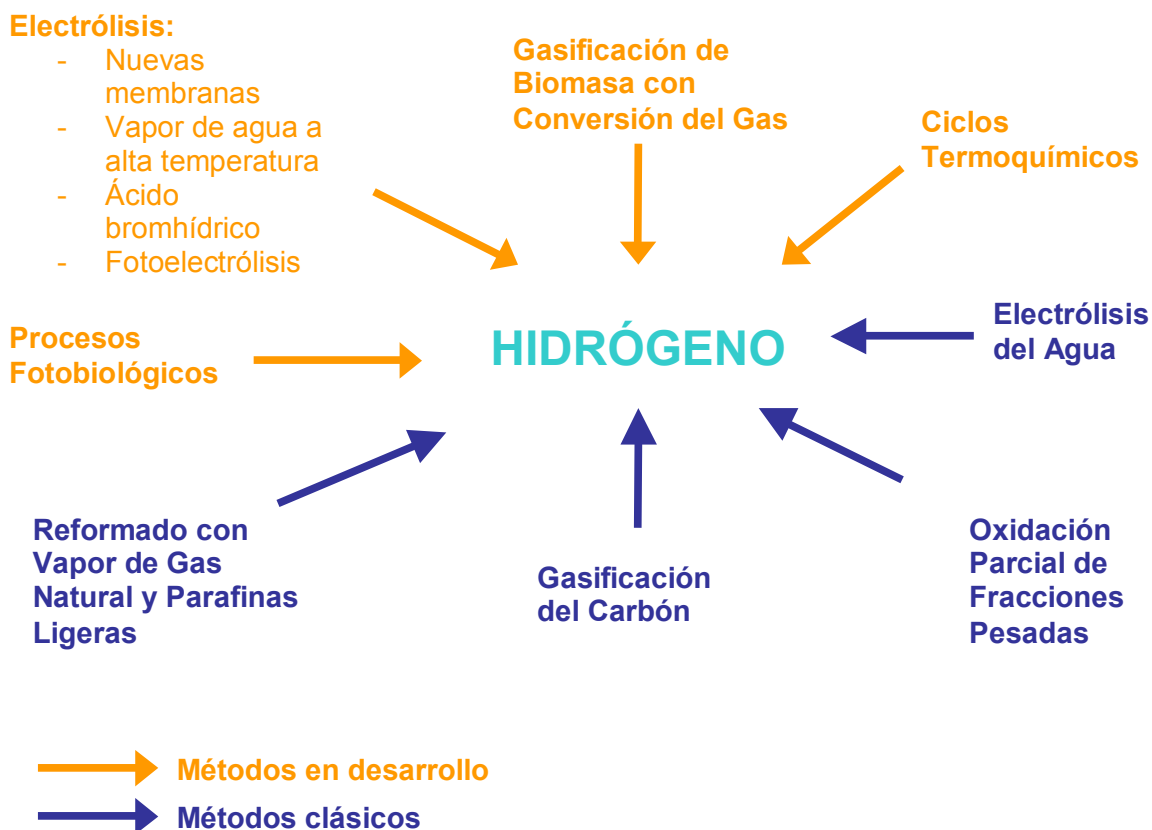 Electrólisis:
- Nuevas
membranas
- Vapor de agua a
alta temperatura
- Ácido
bromhídrico
- Fotoelectrólisis
Gasificación de
Biomasa con
Conversión del Gas
Ciclos
Termoquímicos
Procesos
Fotobiológicos
HIDRÓGENO
Electrólisis
del Agua
Reformado con
Vapor de Gas
Natural y Parafinas
Ligeras
Gasificación
del Carbón
Oxidación
Parcial de
Fracciones
Pesadas
Métodos en desarrollo
Métodos clásicos